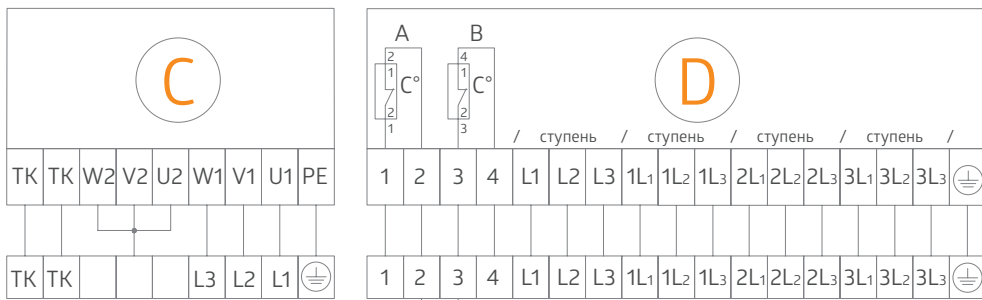 C
TK TK W2 V2 U2 W1 V1 U1 PE
TK TK L3 L2 L1
A B
2 4
1 C° 1 C°
2 2
1 3
D
/ ступень / ступень / ступень / ступень /
1 2 3 4 L1 L2 L3 1L1 1L2 1L3 2L1 2L2 2L3 3L1 3L2 3L3
1 2 3 4 L1 L2 L3 1L1 1L2 1L3 2L1 2L2 2L3 3L1 3L2 3L3